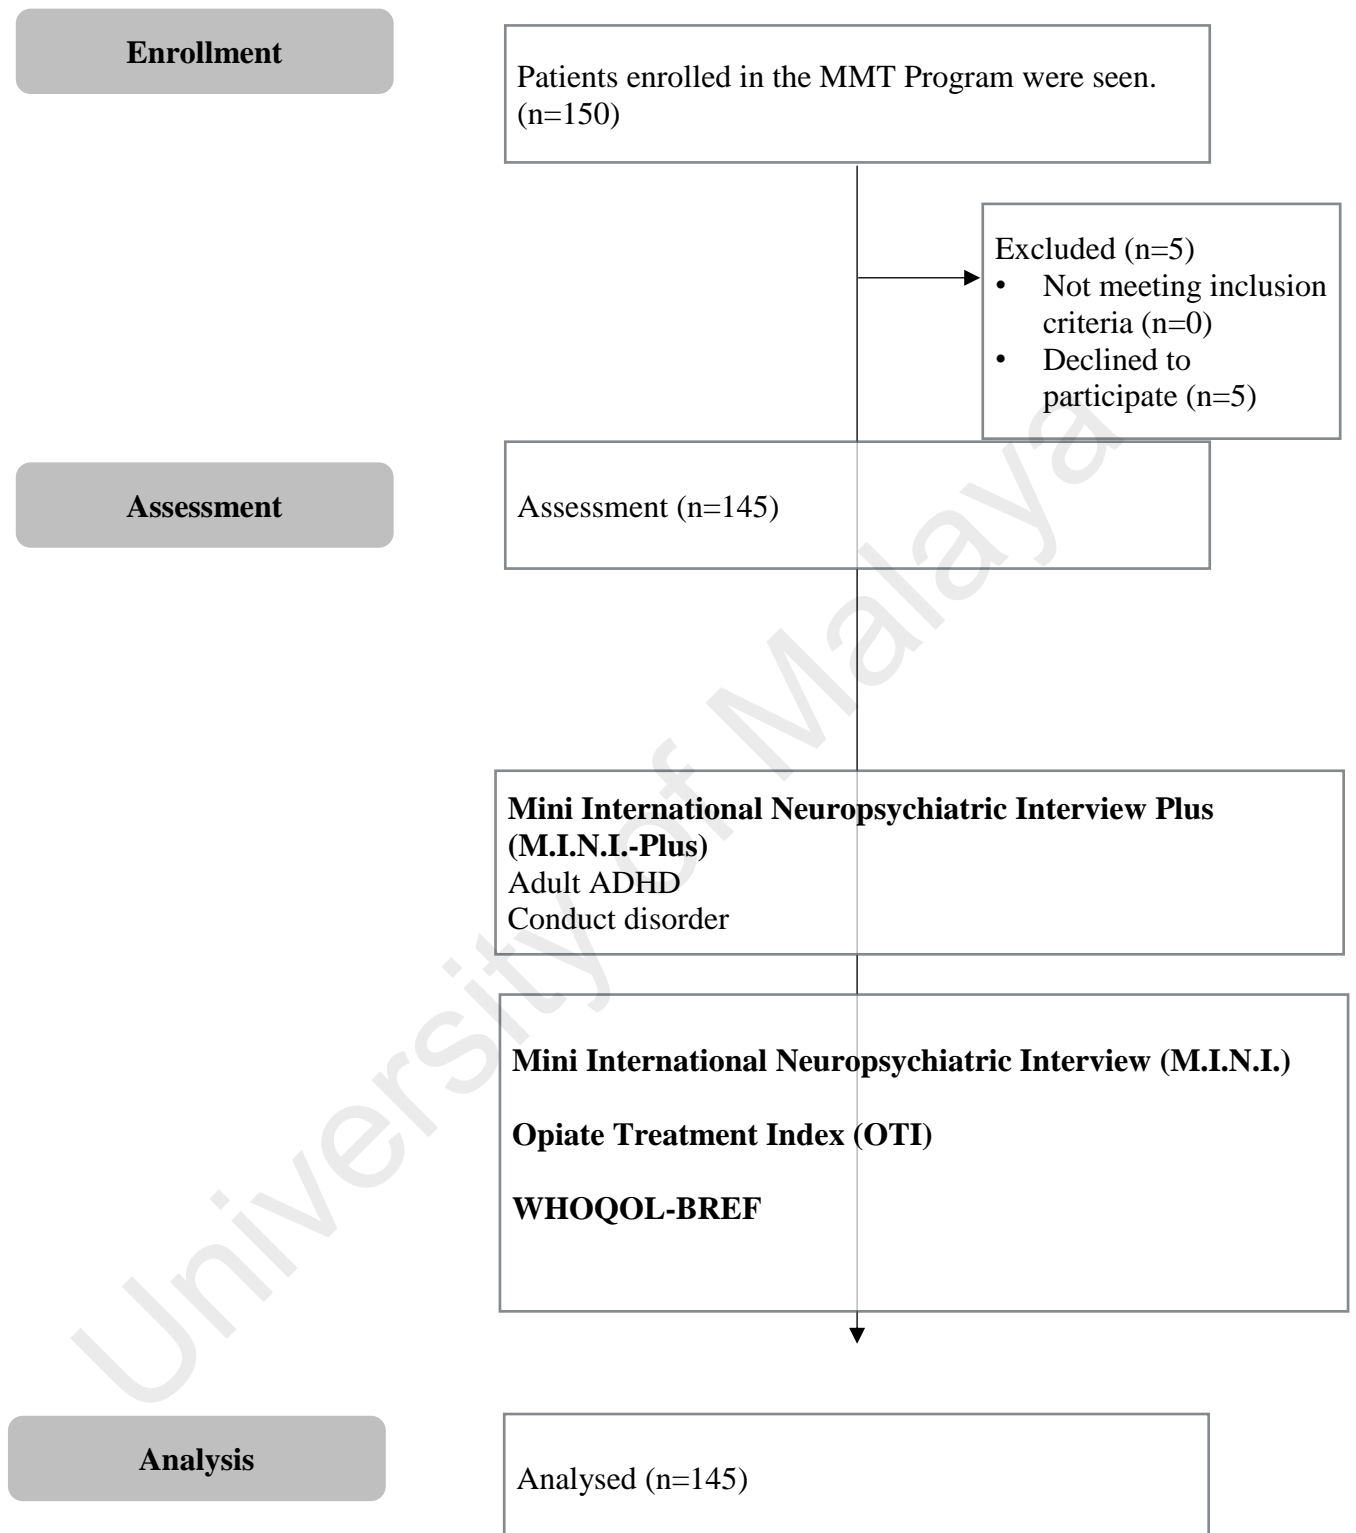 Enrollment
Patients enrolled in the MMT Program were seen.
(n=150)
Excluded (n=5)
• Not meeting inclusion
criteria (n=0)
• Declined to
participate (n=5)
Assessment
Assessment (n=145)
Mini International Neuropsychiatric Interview Plus
(M.I.N.I.-Plus)
Adult ADHD
Conduct disorder
Mini International Neuropsychiatric Interview (M.I.N.I.)
Opiate Treatment Index (OTI)
WHOQOL-BREF
Analysis
Analysed (n=145)
University of Malaya